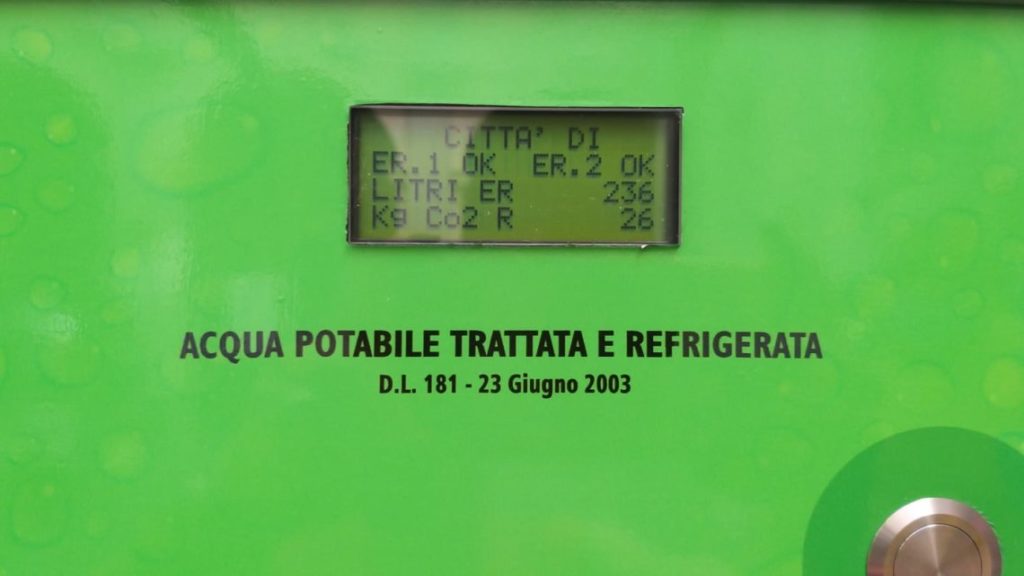 CITTA' DI
ER.1 OK ER.2 OK
LITRI ER 236
Kg Co2 R 26
ACQUA POTABILE TRATTATA E REFRIGERATA
D.L. 181 - 23 Giugno 2003